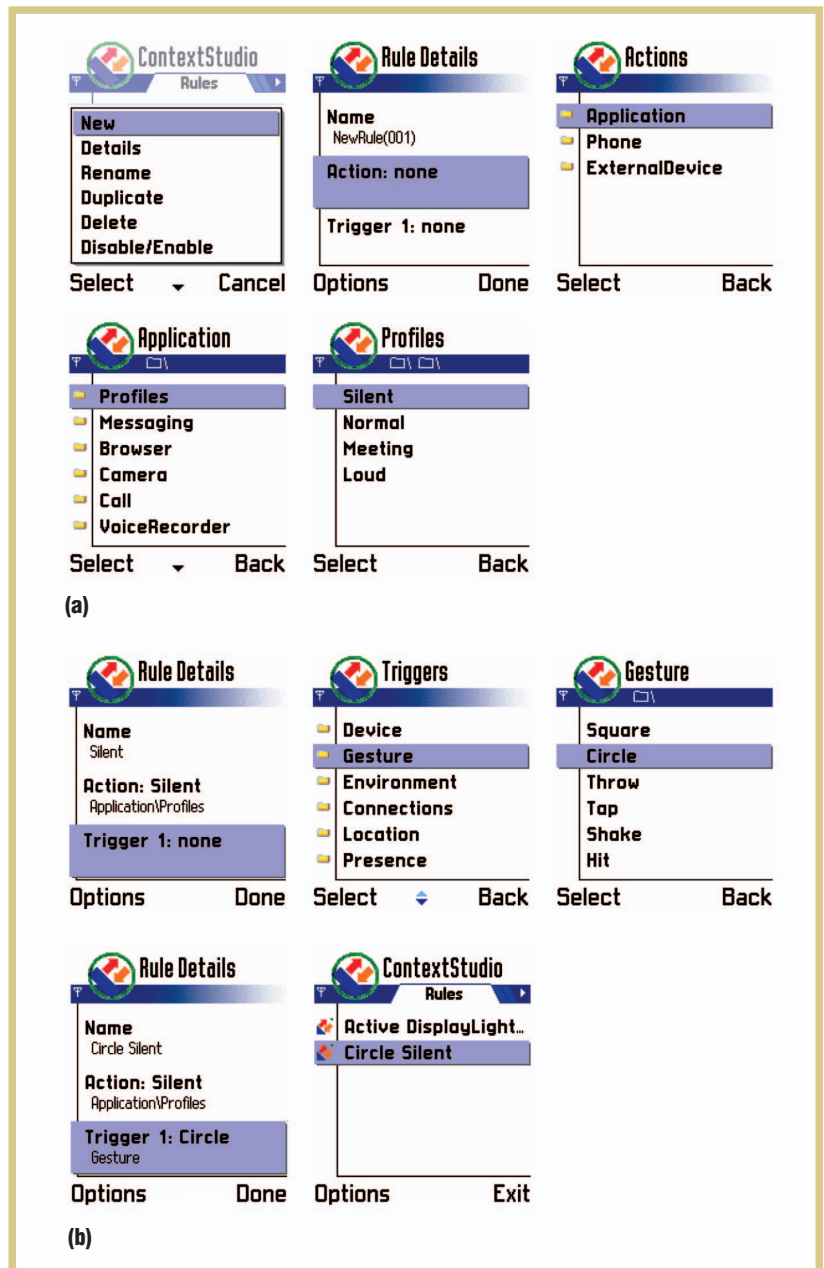 ContextStudio
Rules
New
Details
Rename
Duplicate
Delete
Disable/Enable
Select Cancel
Rule Details
Name
NewRule(001)
Action: none
Trigger 1: none
Options Done
Actions
Application
Phone
ExternalDevice
Select Back
Application
Profiles
Messaging
Browser
Camera
Call
VoiceRecorder
Select Back
Profiles
Silent
Normal
Meeting
Loud
Select Back
(a)
Rule Details
Name
Silent
Action: Silent
Application\Profiles
Trigger 1: none
Options Done
Triggers
Device
Gesture
Environment
Connections
Location
Presence
Select Back
Gesture
Square
Circle
Throw
Tap
Shake
Hit
Select Back
Rule Details
Name
Circle Silent
Action: Silent
Application\Profiles
Trigger 1: Circle
Gesture
Options Done
ContextStudio
Rules
Active DisplayLight...
Circle Silent
Options Exit
(b)